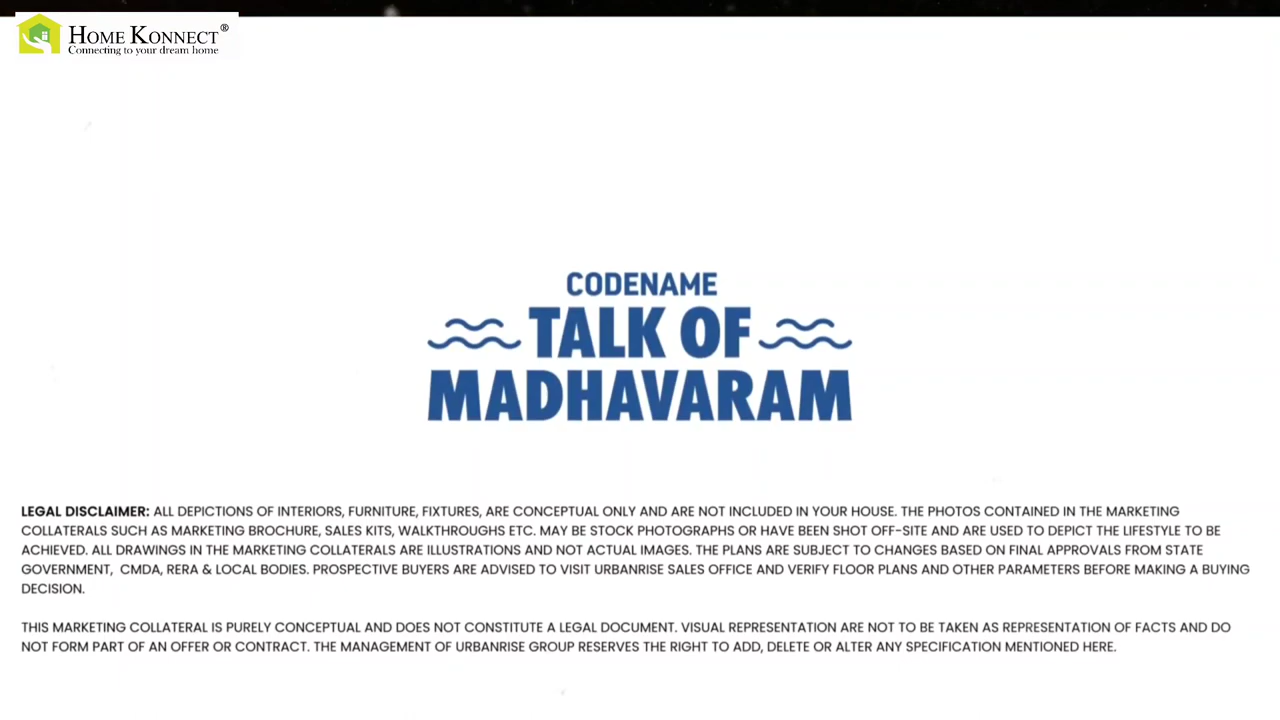 HOME KONNECT®
Connecting to your dream home
CODENAME
TALK OF
MADHAVARAM
LEGAL DISCLAIMER: ALL DEPICTIONS OF INTERIORS, FURNITURE, FIXTURES, ARE CONCEPTUAL ONLY AND ARE NOT INCLUDED IN YOUR HOUSE. THE PHOTOS CONTAINED IN THE MARKETING
COLLATERALS SUCH AS MARKETING BROCHURE, SALES KITS, WALKTHROUGHS ETC. MAY BE STOCK PHOTOGRAPHS OR HAVE BEEN SHOT OFF-SITE AND ARE USED TO DEPICT THE LIFESTYLE TO BE
ACHIEVED. ALL DRAWINGS IN THE MARKETING COLLATERALS ARE ILLUSTRATIONS AND NOT ACTUAL IMAGES. THE PLANS ARE SUBJECT TO CHANGES BASED ON FINAL APPROVALS FROM STATE
GOVERNMENT, CMDA, RERA & LOCAL BODIES. PROSPECTIVE BUYERS ARE ADVISED TO VISIT URBANRISE SALES OFFICE AND VERIFY FLOOR PLANS AND OTHER PARAMETERS BEFORE MAKING A BUYING
DECISION.
THIS MARKETING COLLATERAL IS PURELY CONCEPTUAL AND DOES NOT CONSTITUTE A LEGAL DOCUMENT. VISUAL REPRESENTATION ARE NOT TO BE TAKEN AS REPRESENTATION OF FACTS AND DO
NOT FORM PART OF AN OFFER OR CONTRACT. THE MANAGEMENT OF URBANRISE GROUP RESERVES THE RIGHT TO ADD, DELETE OR ALTER ANY SPECIFICATION MENTIONED HERE.